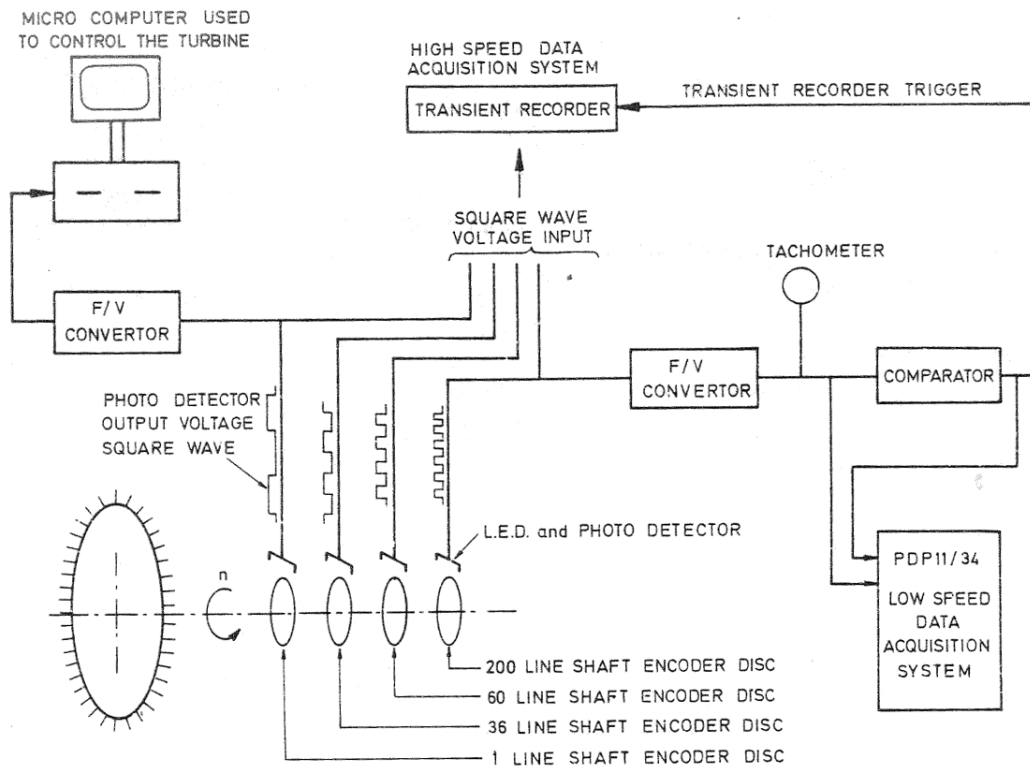 MICRO COMPUTER USED
TO CONTROL THE TURBINE
HIGH SPEED DATA
ACQUISITION SYSTEM
TRANSIENT RECORDER
TRANSIENT RECORDER TRIGGER
SQUARE WAVE
VOLTAGE INPUT
TACHOMETER
F/V
CONVERTOR
F/V
CONVERTOR
COMPARATOR
PHOTO DETECTOR
OUTPUT VOLTAGE
SQUARE WAVE
L.E.D. and PHOTO DETECTOR
n
PDP11/34
LOW SPEED
DATA
ACQUISITION
SYSTEM
200 LINE SHAFT ENCODER DISC
60 LINE SHAFT ENCODER DISC
36 LINE SHAFT ENCODER DISC
1 LINE SHAFT ENCODER DISC